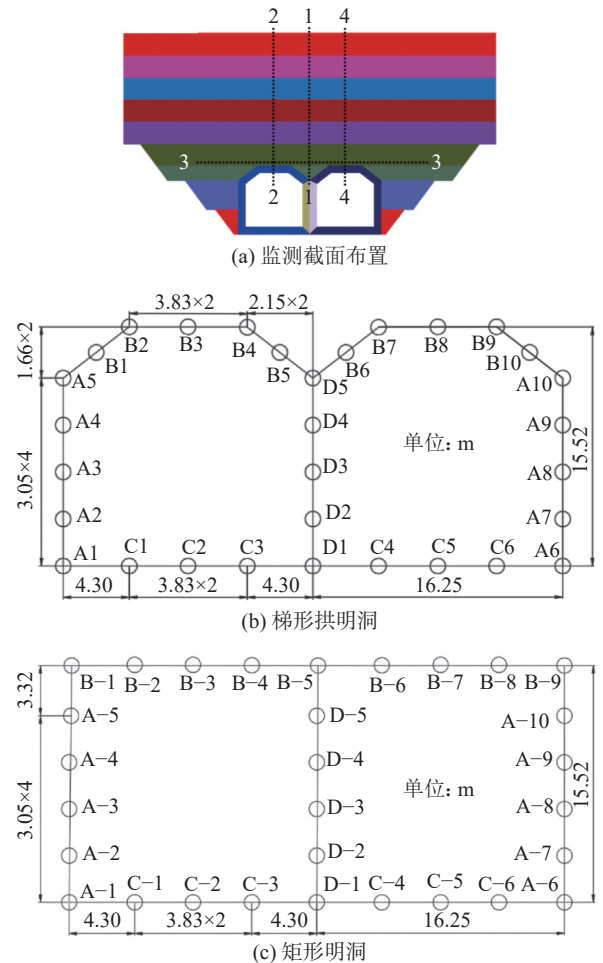 2 1 4
3 3
2 1 4
(a) 监测截面布置
3.83×2 2.15×2
1.66×2
B2 B3 B4 B7 B8 B9
B1 B5 B6 B10
A5 D5 A10
A4 D4 A9
单位: m
15.52
3.05×4
A3 D3 A8
A2 D2 A7
A1 C1 C2 C3 D1 C4 C5 C6 A6
4.30 3.83×2 4.30 16.25
(b) 梯形拱明洞
B−1 B−2 B−3 B−4 B−5 B−6 B−7 B−8 B−9
3.32
A−5 D−5 A−10
A−4 D−4 A−9
单位: m
15.52
3.05×4
A−3 D−3 A−8
A−2 D−2 A−7
A−1 C−1 C−2 C−3 D−1 C−4 C−5 C−6 A−6
4.30 3.83×2 4.30 16.25
(c) 矩形明洞